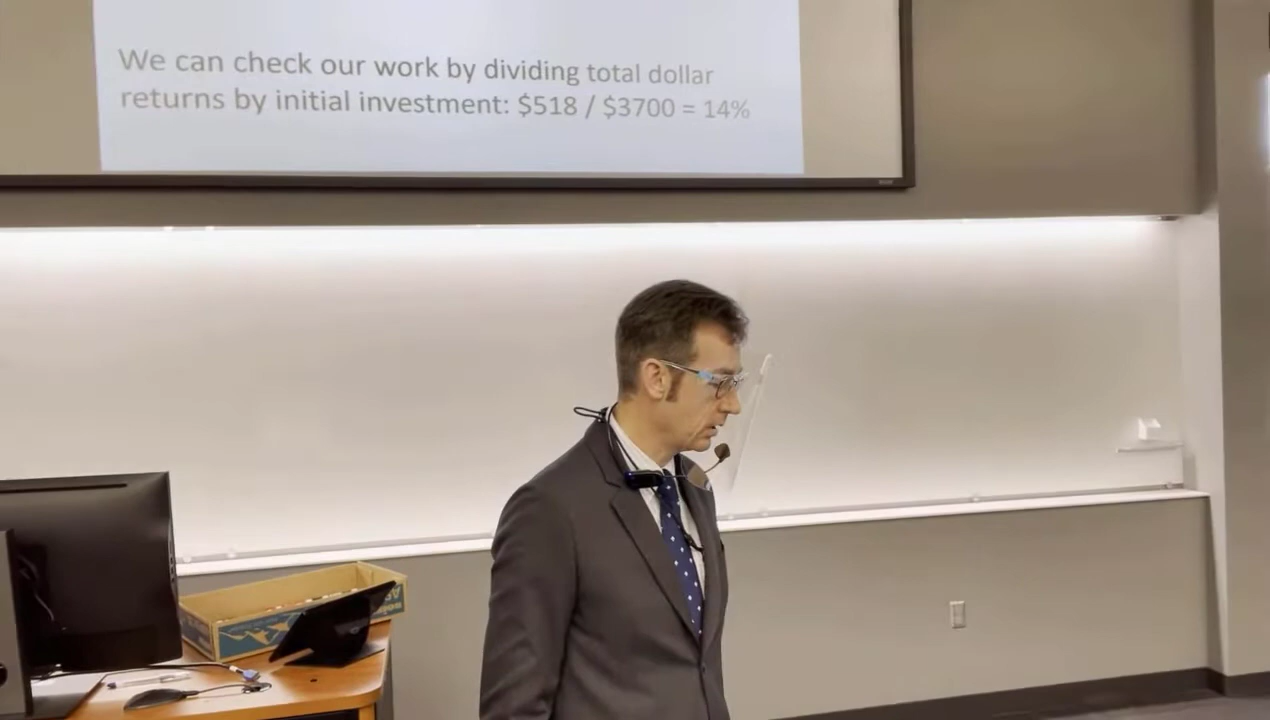 We can check our work by dividing total dollar
returns by initial investment: $518 / $3700 = 14%